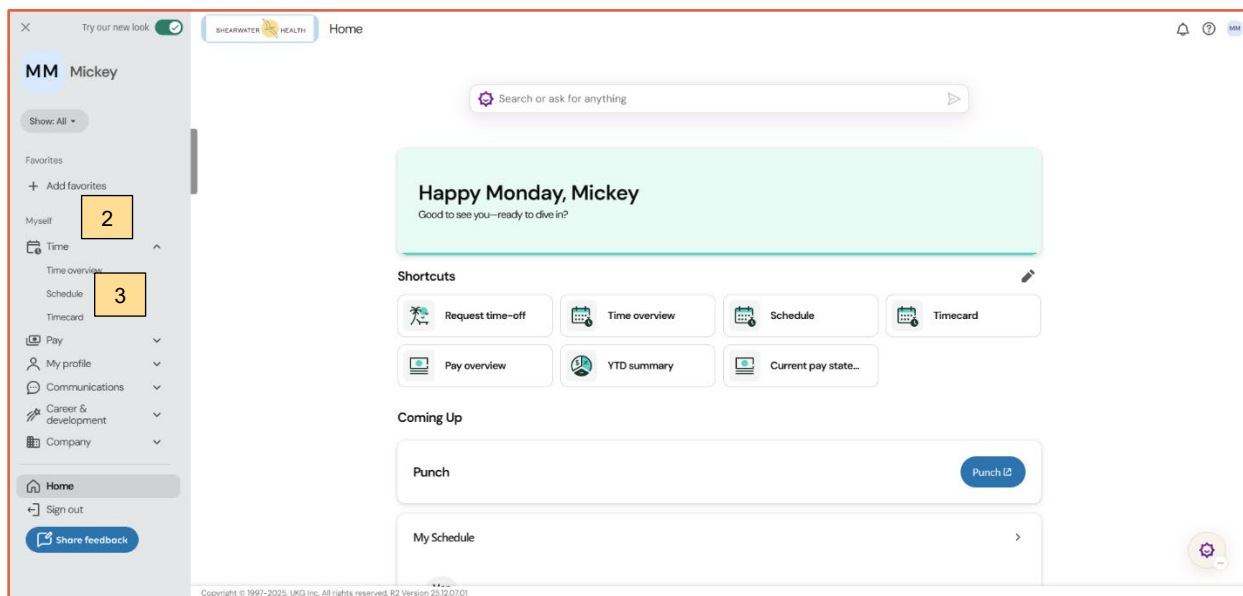 Try our new look
SHEARWATER HEALTH
Home
MM
MM Mickey
Show: All
Search or ask for anything
Favorites
Add favorites
Myself
2
Time
Time overview
Schedule
3
Timecard
Pay
My profile
Communications
Career &
development
Company
Home
Sign out
Share feedback
Happy Monday, Mickey
Good to see you—ready to dive in?
Shortcuts
Request time-off
Time overview
Schedule
Timecard
Pay overview
YTD summary
Current pay state...
Coming Up
Punch
Punch
My Schedule
Copyright © 1997-2025. UKG Inc. All rights reserved. R2 Version 25.12.07.01